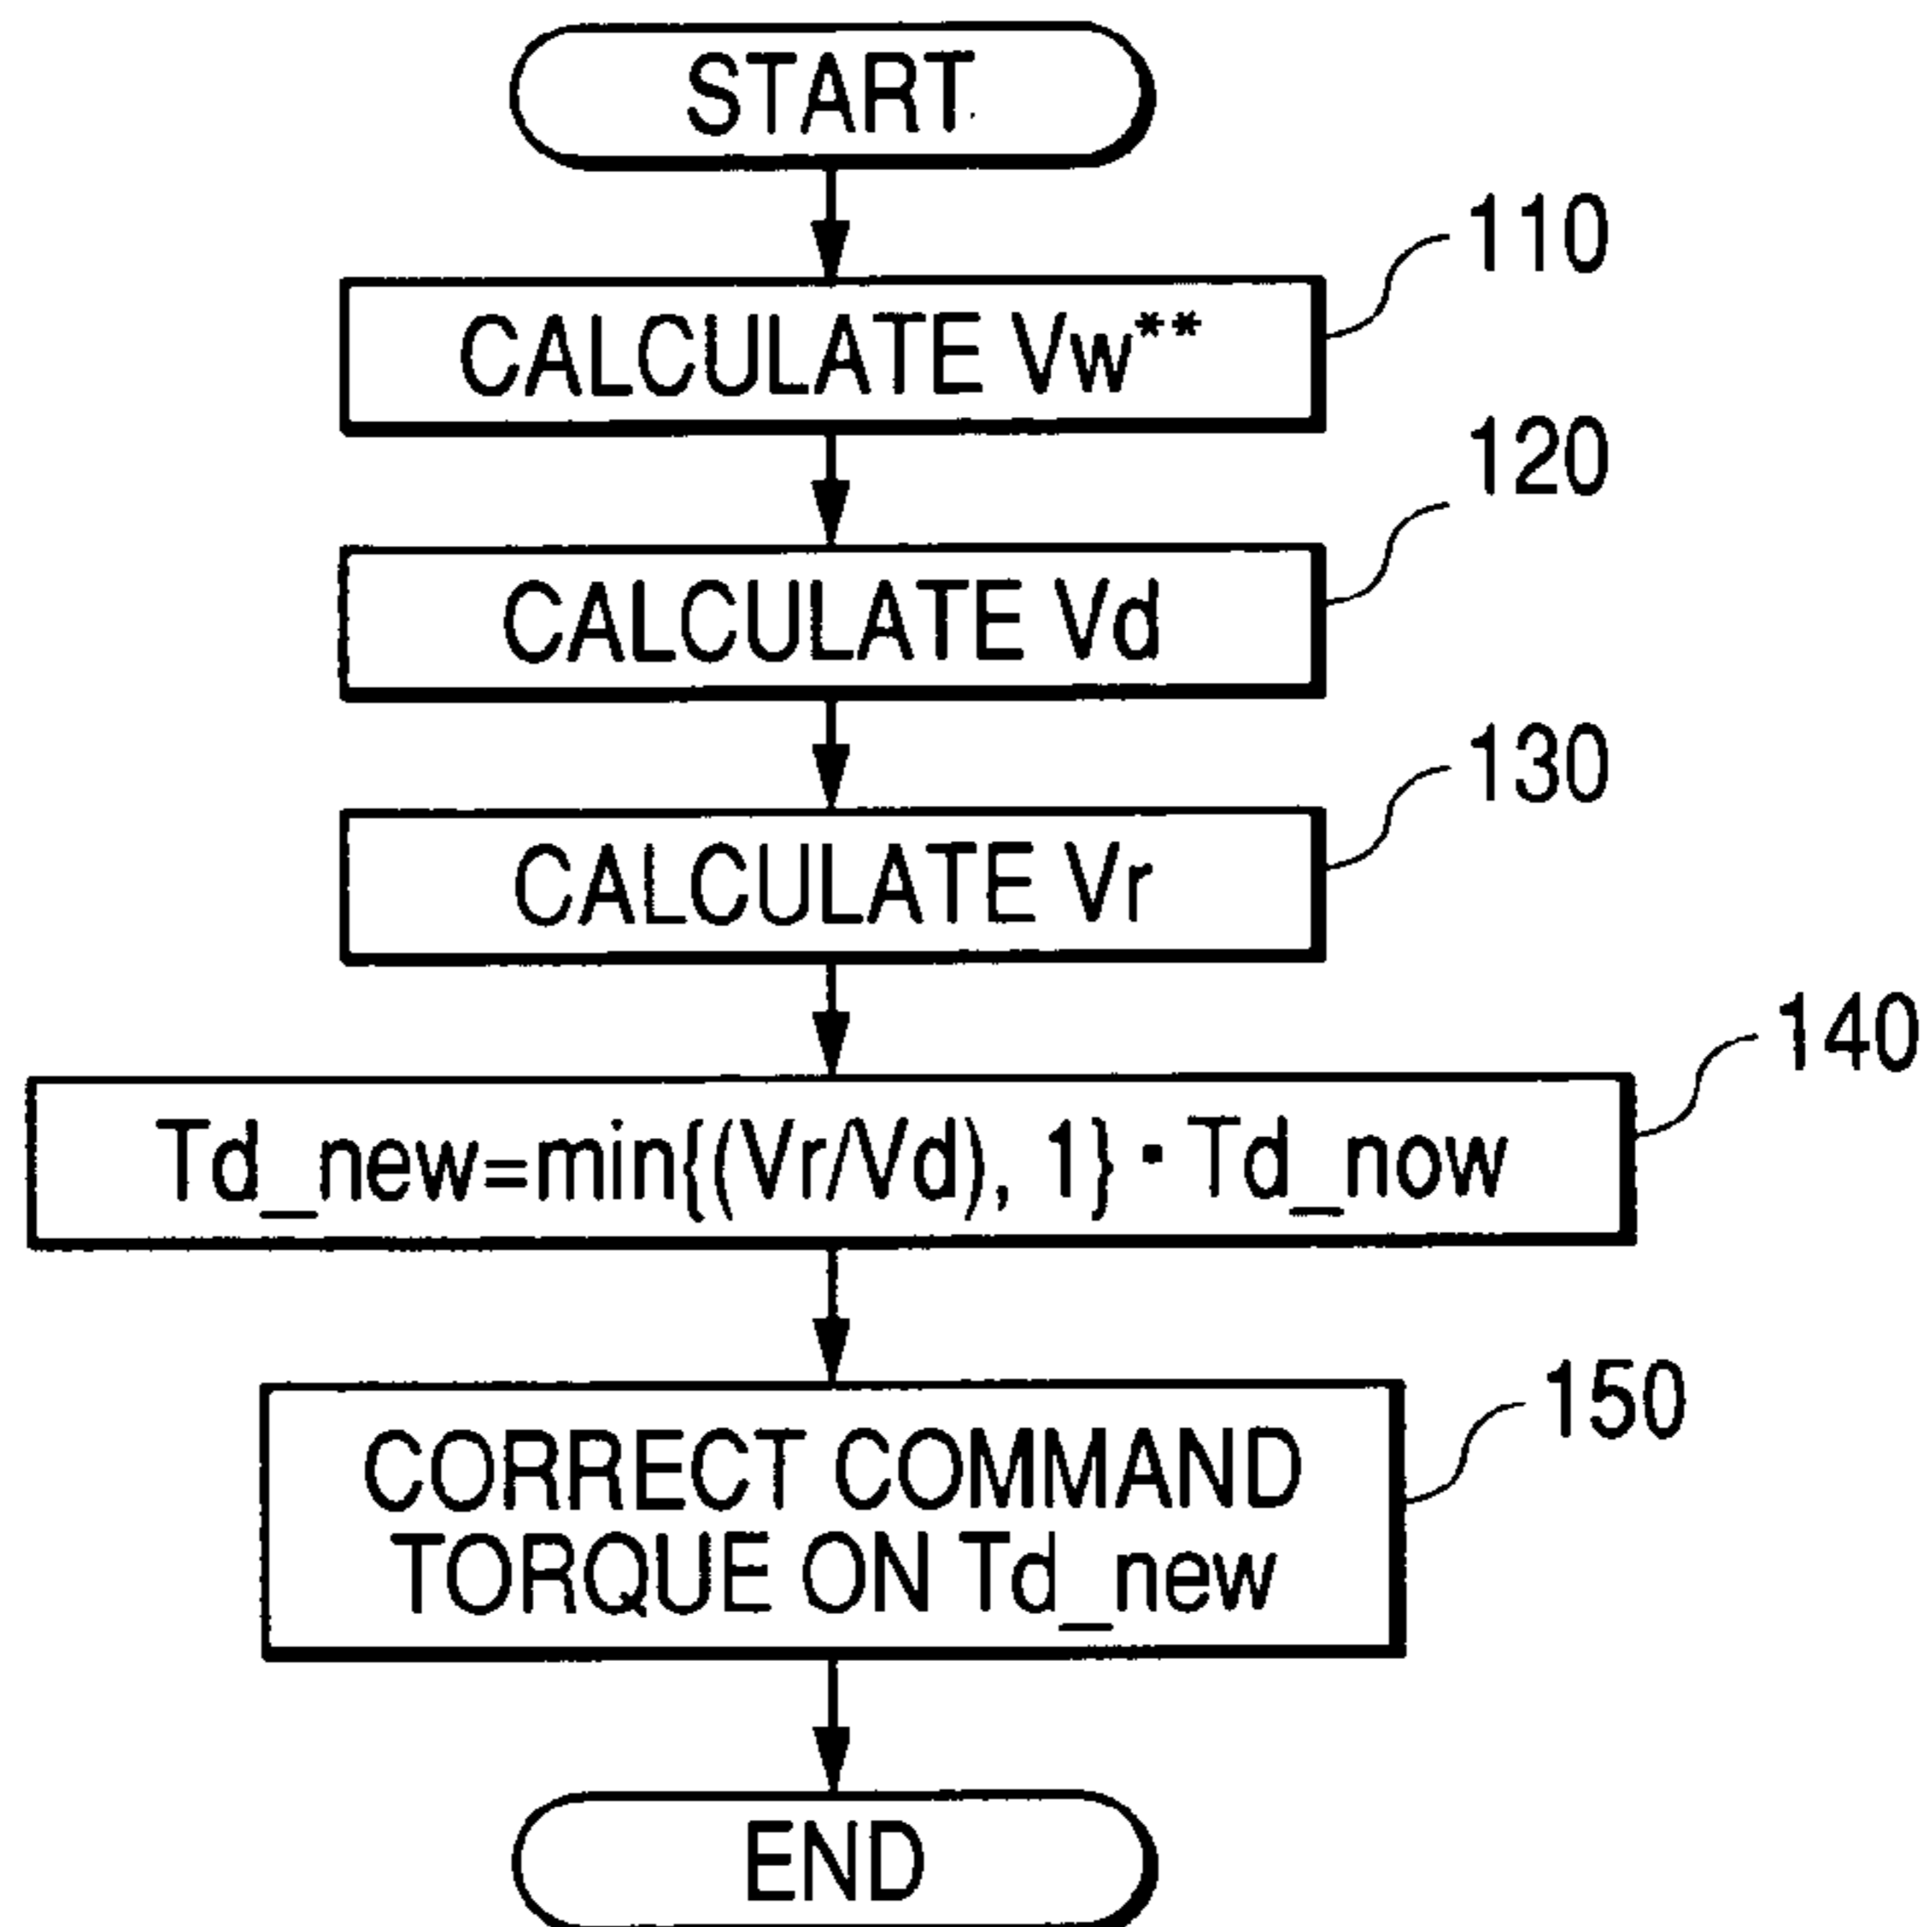 START
110
CALCULATE Vw**
120
CALCULATE Vd
130
CALCULATE Vr
140
Td_new=min{(Vr/Vd), 1}・Td_now
150
CORRECT COMMAND
TORQUE ON Td_new
END